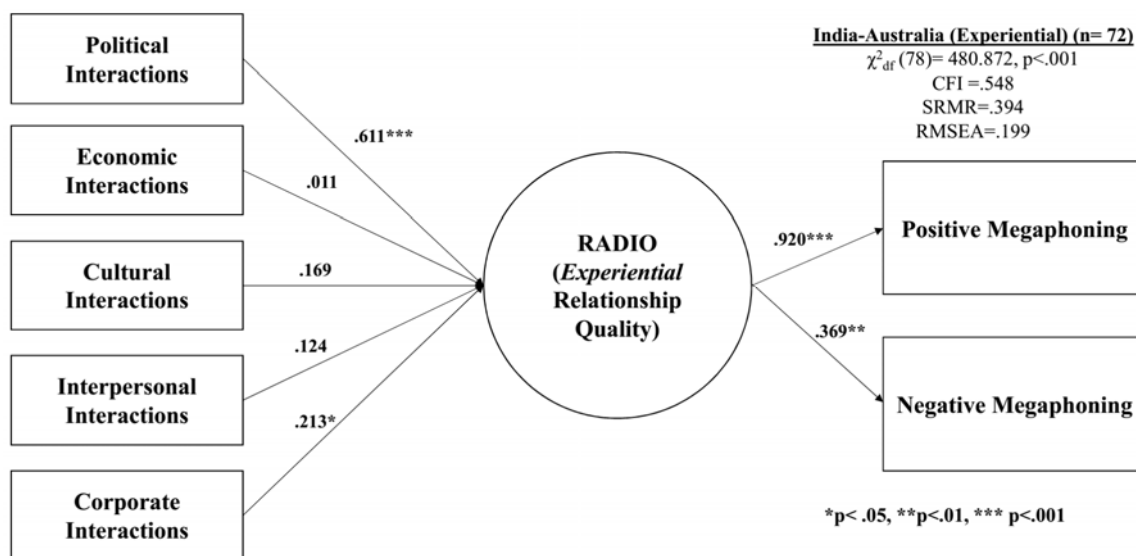 Political
Interactions
Economic
Interactions
Cultural
Interactions
Interpersonal
Interactions
Corporate
Interactions
.611***
.011
.169
.124
.213*
RADIO
(Experiential
Relationship
Quality)
.920***
.369**
India-Australia (Experiential) (n= 72)
χ²df (78)= 480.872, p<.001
CFI =.548
SRMR=.394
RMSEA=.199
Positive Megaphoning
Negative Megaphoning
*p< .05, **p<.01, *** p<.001